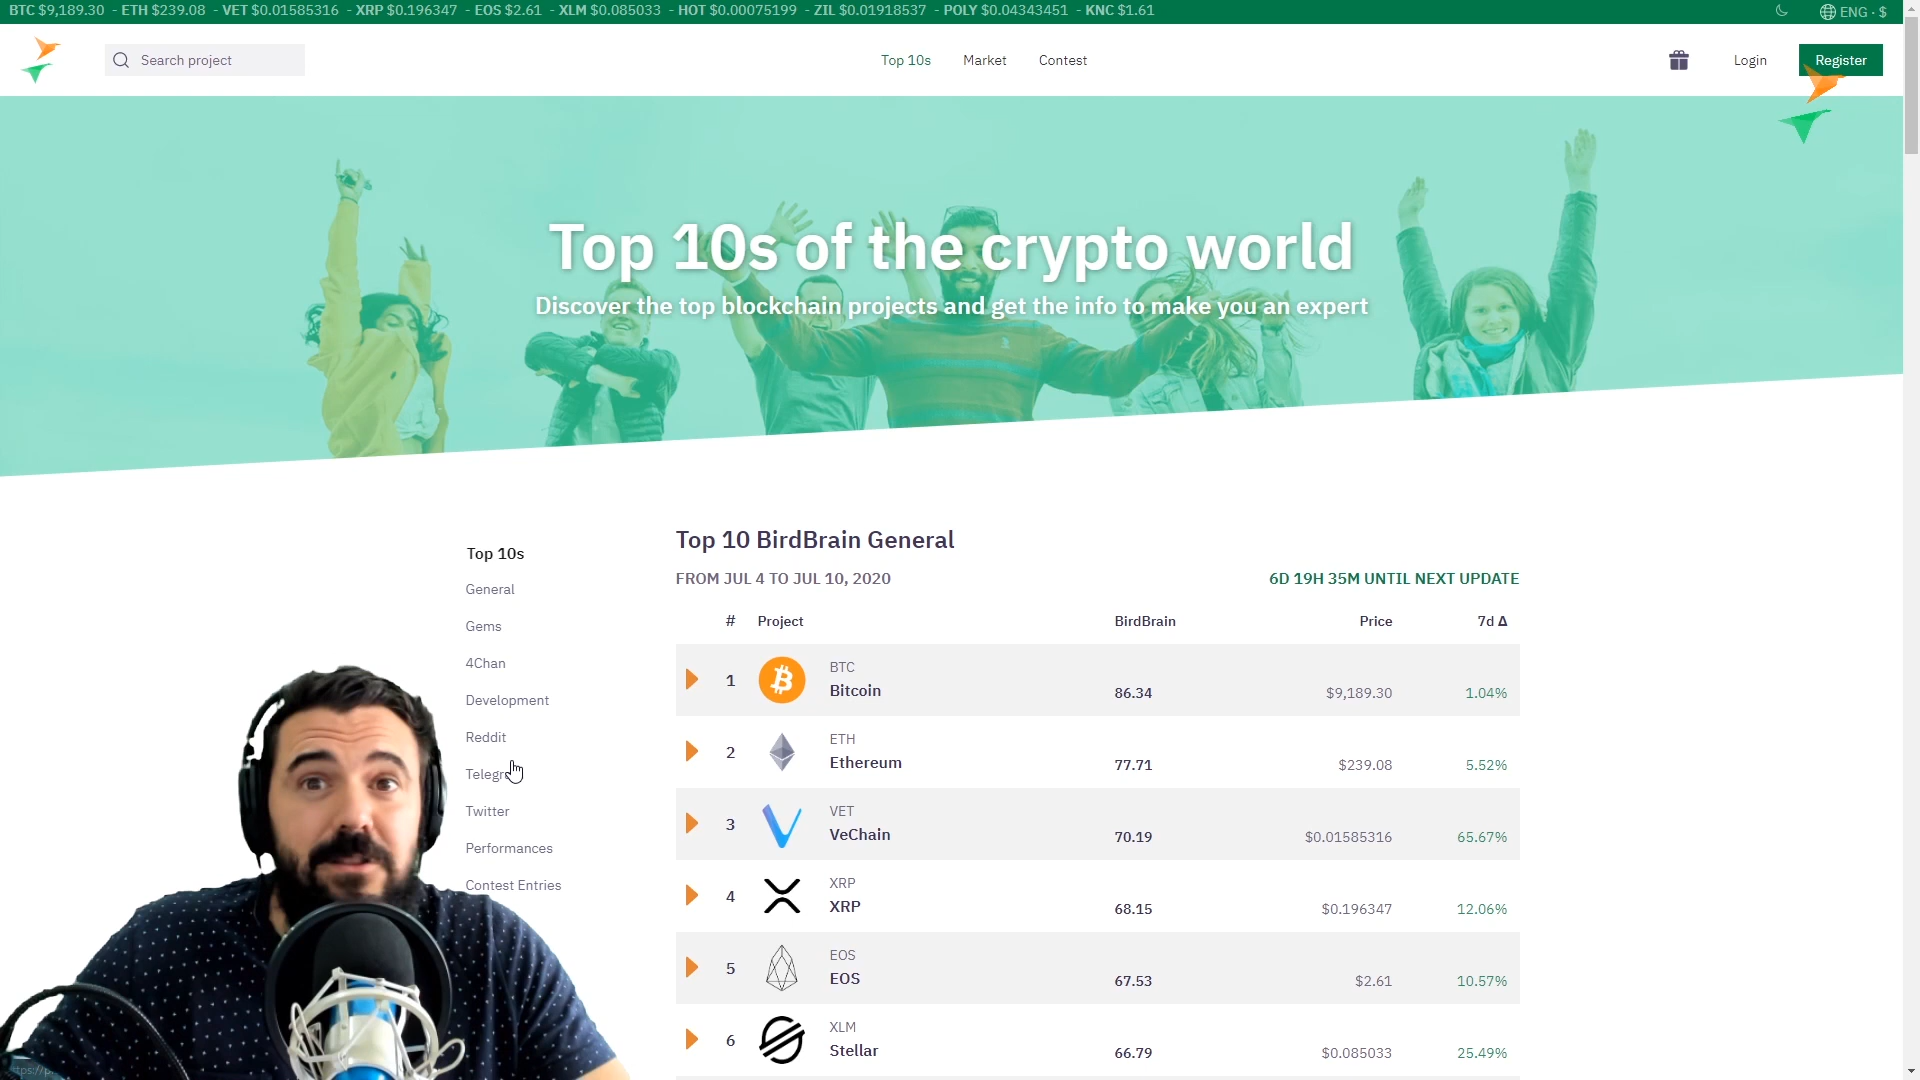 BTC $9,189.30 - ETH $239.08 - VET $0.01585316 - XRP $0.196347 - EOS $2.61 - XLM $0.085033 - HOT $0.00075199 - ZIL $0.01918537 - POLY $0.04343451 - KNC $1.61
ENG · $
Search project
Top 10s
Market
Contest
Login
Register
Top 10s of the crypto world
Discover the top blockchain projects and get the info to make you an expert
Top 10s
General
Gems
4Chan
Development
Reddit
Twitter
Performances
Contest Entries
Top 10 BirdBrain General
FROM JUL 4 TO JUL 10, 2020
6D 19H 35M UNTIL NEXT UPDATE
# Project BirdBrain Price 7d Δ
1 BTC
Bitcoin 86.34 $9,189.30 1.04%
2 ETH
Ethereum 77.71 $239.08 5.52%
3 VET
VeChain 70.19 $0.01585316 65.67%
4 XRP
XRP 68.15 $0.196347 12.06%
5 EOS
EOS 67.53 $2.61 10.57%
6 XLM
Stellar 66.79 $0.085033 25.49%